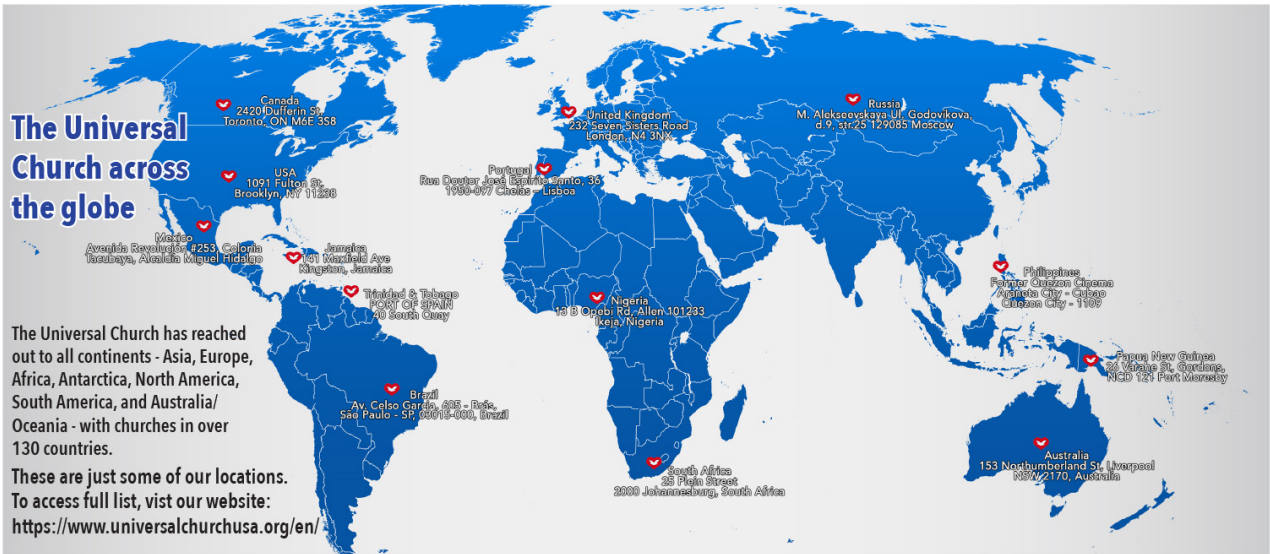 The Universal
Church across
the globe
Canada
2420 Dufferin St,
Toronto, ON M6E 3S8
USA
1091 Fulton St,
Brooklyn, NY 11238
Mexico
Avenida Revolución #253, Colonia
Tacubaya, Alcaldía Miguel Hidalgo
Jamaica
141 Maxfield Ave
Kingston, Jamaica
Trinidad & Tobago
PORT OF SPAIN
40 South Quay
Brazil
Av. Celso Garcia, 605 - Brás,
São Paulo - SP, 03015-000, Brazil
United Kingdom
232 Seven Sisters Road
London, N4 3NX
Portugal
Rua Doutor José Espírito Santo, 36
1950-097 Chelas – Lisboa
Russia
M. Alekseevskaya Ul. Godovikova,
d.9, str.25 129085 Moscow
Nigeria
13 B Opebi Rd, Allen 101233
Ikeja, Nigeria
South Africa
25 Plein Street
2000 Johannesburg, South Africa
Philippines
Former Quezon Cinema
Araneta City - Cubao
Quezon City - 1109
Papua New Guinea
26 Varahe St, Gordons,
NCD 121 Port Moresby
Australia
153 Northumberland St, Liverpool
NSW 2170, Australia
The Universal Church has reached
out to all continents - Asia, Europe,
Africa, Antarctica, North America,
South America, and Australia/
Oceania - with churches in over
130 countries.
These are just some of our locations.
To access full list, vist our website:
https://www.universalchurchusa.org/en/